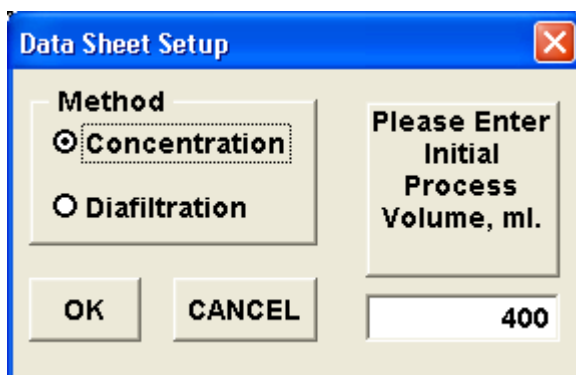 Data Sheet Setup
Method
Concentration
Diafiltration
OK
CANCEL
Please Enter
Initial
Process
Volume, ml.
400